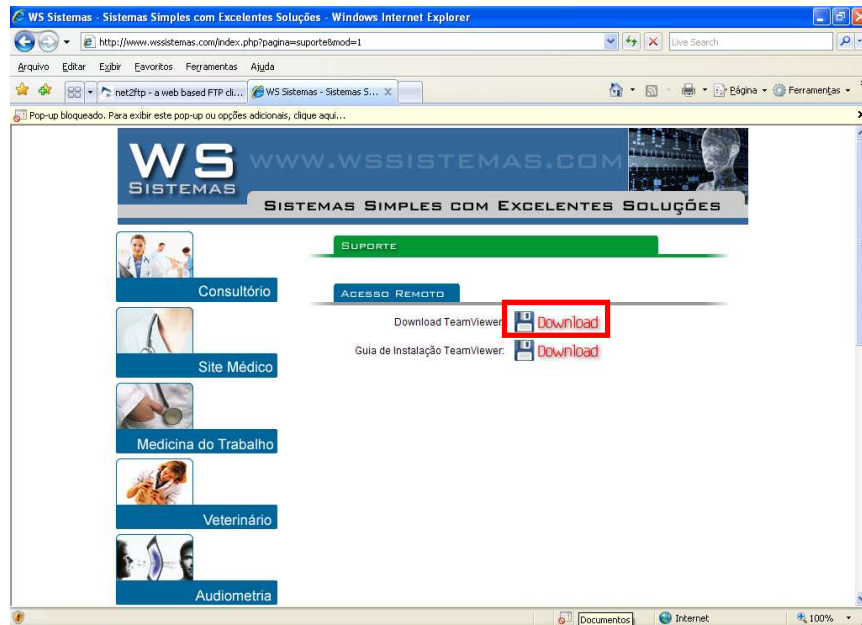 WS Sistemas - Sistemas Simples com Excelentes Soluções - Windows Internet Explorer
http://www.wssistemas.com/index.php?pagina=suporte&mod=1
Live Search
Arquivo Editar Exibir Favoritos Ferramentas Ajuda
net2ftp - a web based FTP cli... WS Sistemas - Sistemas S... Página Ferramentas
Pop-up bloqueado. Para exibir este pop-up ou opções adicionais, clique aqui...
WS SISTEMAS
WWW.WSSISTEMAS.COM
SISTEMAS SIMPLES COM EXCELENTES SOLUÇÕES
SUPORTE
Consultório
ACESSO REMOTO
Download TeamViewer: Download
Guia de Instalação TeamViewer: Download
Site Médico
Medicina do Trabalho
Veterinário
Audiometria
Documentos Internet 100%